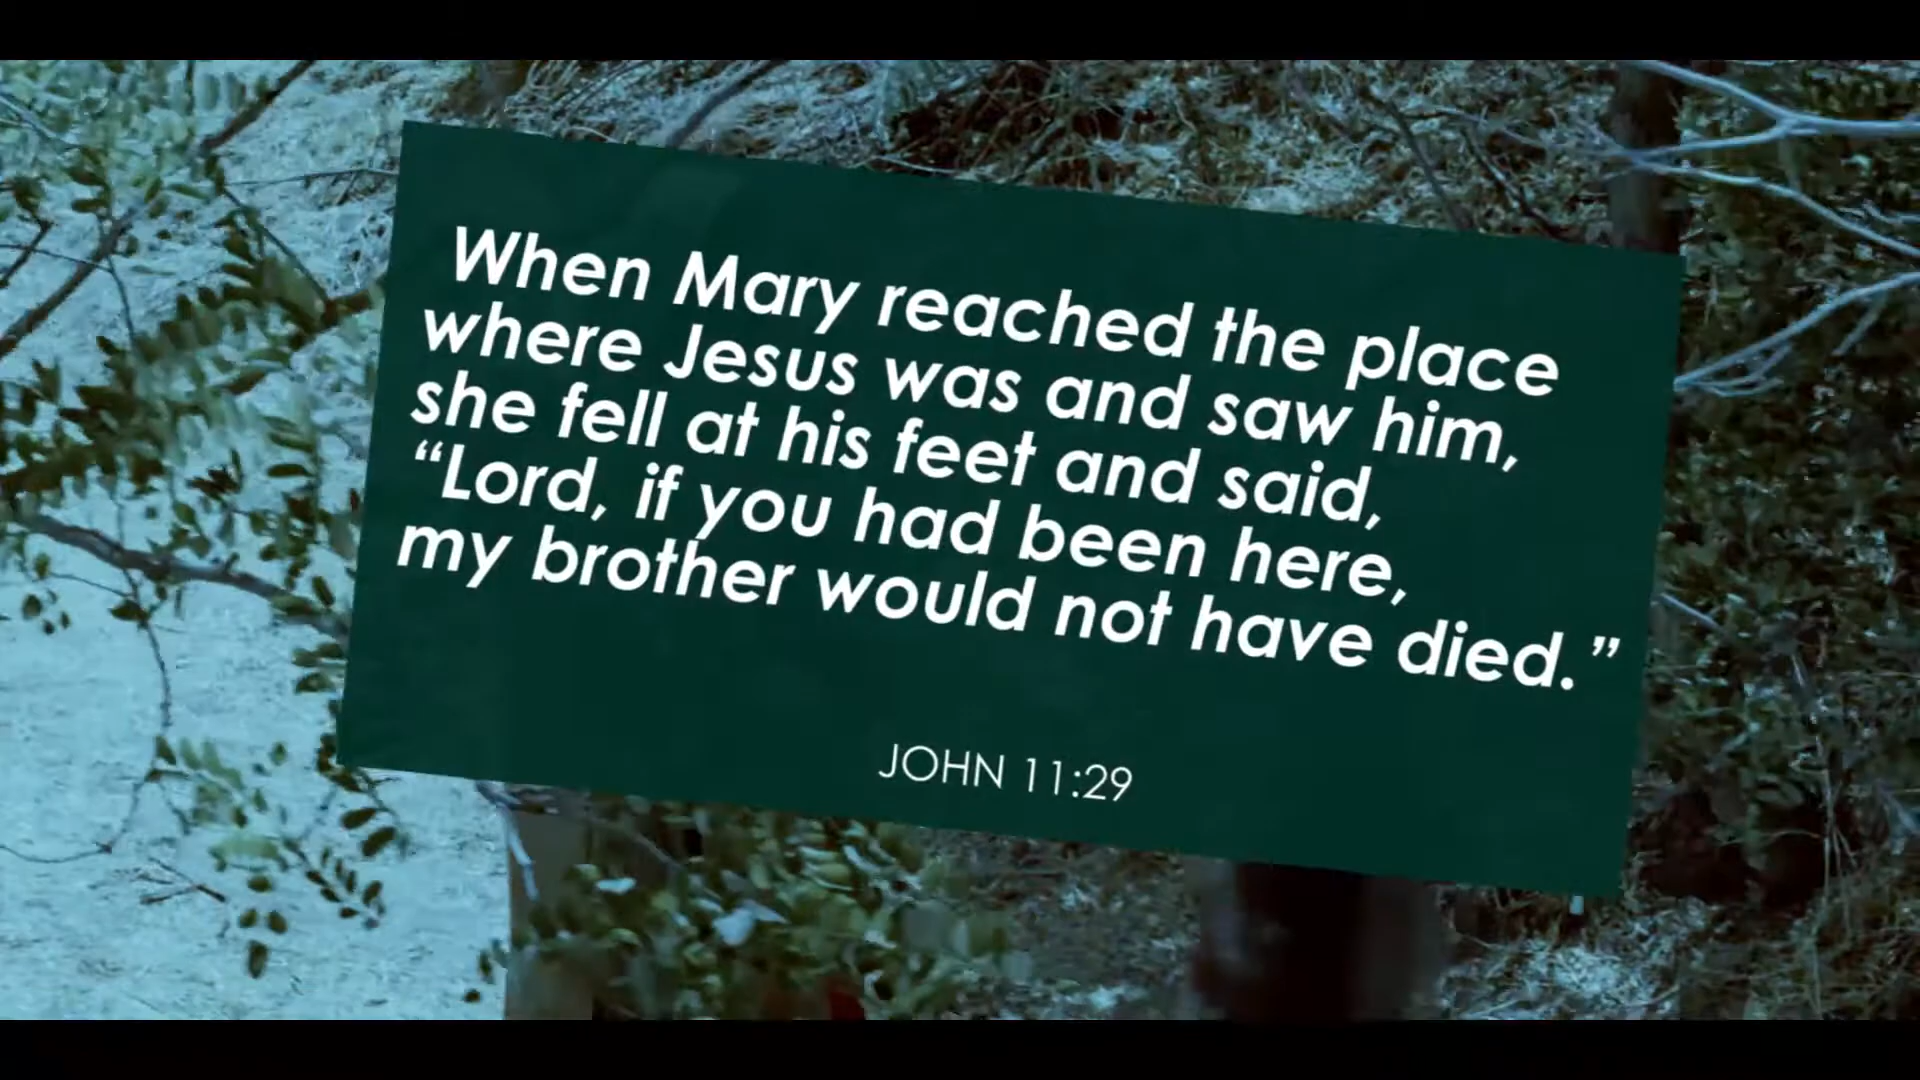 When Mary reached the place
where Jesus was and saw him,
she fell at his feet and said,
“Lord, if you had been here,
my brother would not have died.”
JOHN 11:29